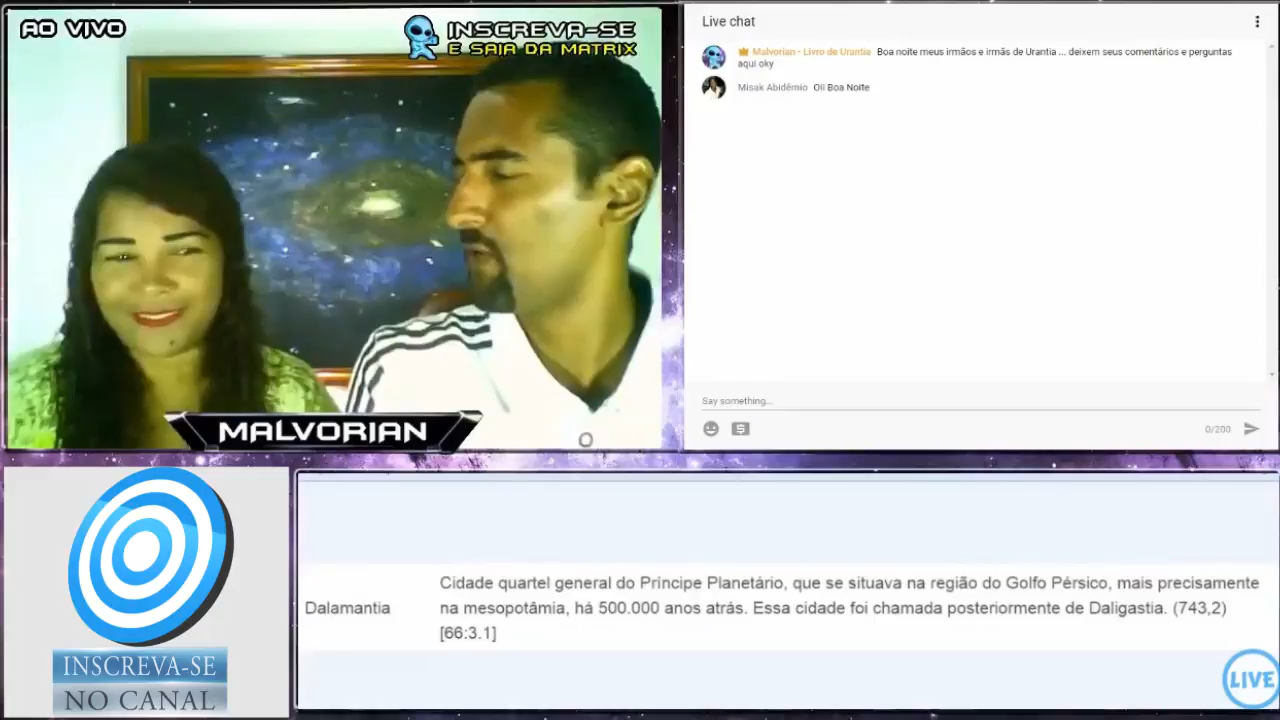 AO VIVO
INSCREVA-SE
E SAIA DA MATRIX
MALVORIAN
Live chat
Malvorian - Livro de Urantia Boa noite meus irmãos e irmãs de Urantia ... deixem seus comentários e perguntas
aqui oky
Misak Abidêmio Oii Boa Noite
Say something...
0/200
INSCREVA-SE
NO CANAL
Dalamantia
Cidade quartel general do Príncipe Planetário, que se situava na região do Golfo Pérsico, mais precisamente
na mesopotâmia, há 500.000 anos atrás. Essa cidade foi chamada posteriormente de Daligastia. (743,2)
[66:3.1]
LIVE